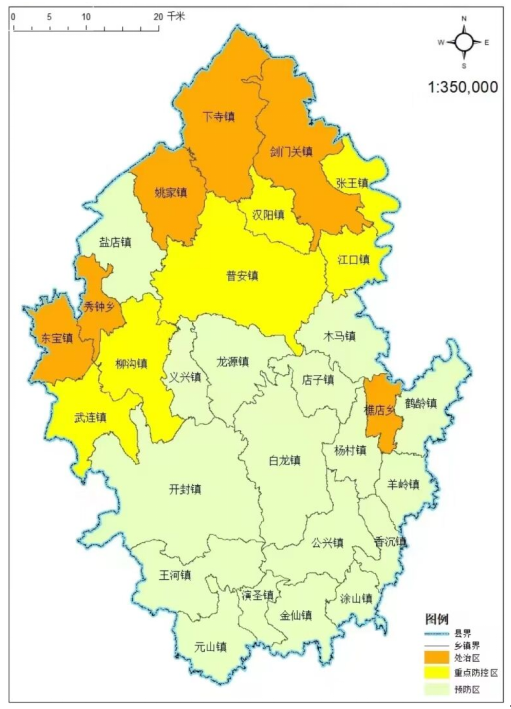 0 5 10 20 千米
N
W E
S
1:350,000
下寺镇
剑门关镇
张王镇
姚家镇
汉阳镇
盐店镇
江口镇
普安镇
秀钟乡
东宝镇
木马镇
柳沟镇
龙源镇
义兴镇
店子镇
鹤龄镇
樵店乡
武连镇
杨村镇
白龙镇
开封镇
羊岭镇
公兴镇
香沉镇
王河镇
演圣镇
涂山镇
金仙镇
元山镇
图例
县界
乡镇界
处治区
重点防控区
预防区